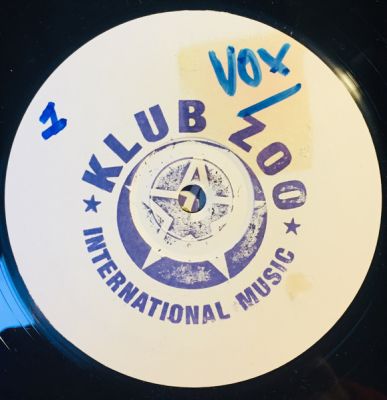 VOX
1
KLUB ZOO
INTERNATIONAL MUSIC